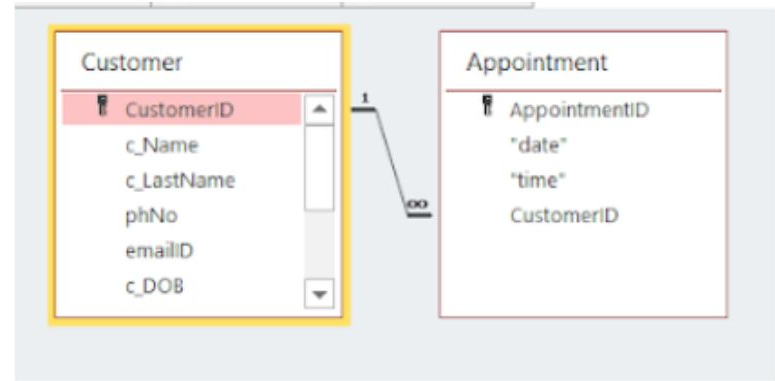 Customer
CustomerID
c_Name
c_LastName
phNo
emailID
c_DOB
1
∞
Appointment
AppointmentID
"date"
"time"
CustomerID